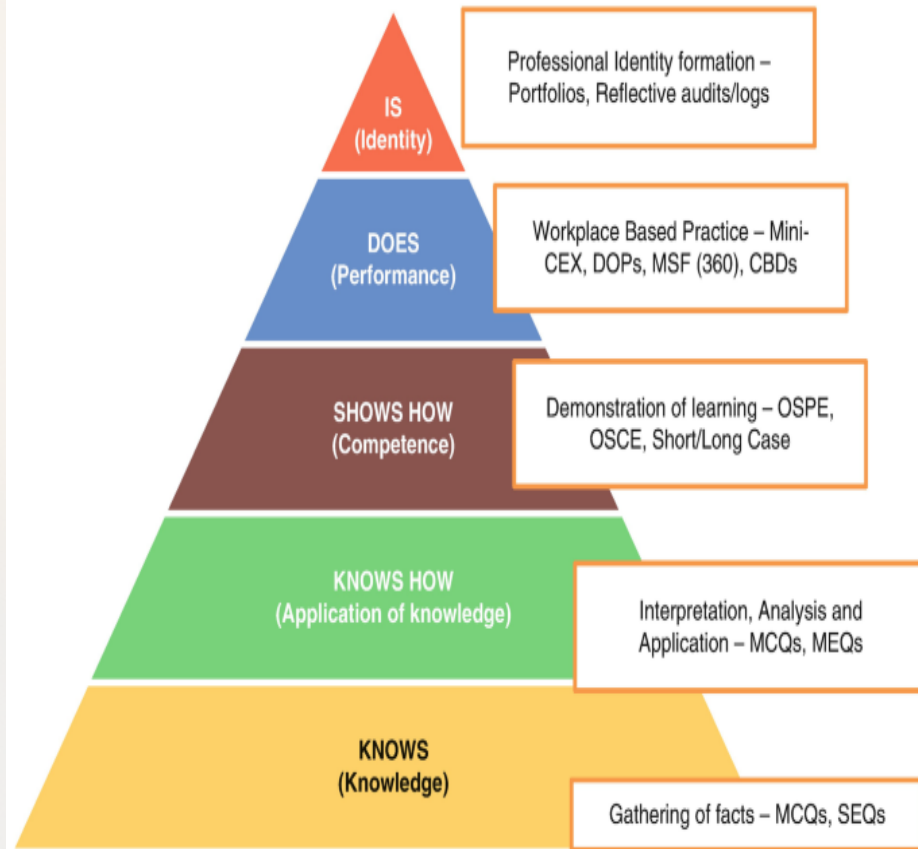 IS
(Identity)
Professional Identity formation –
Portfolios, Reflective audits/logs
DOES
(Performance)
Workplace Based Practice – Mini-
CEX, DOPs, MSF (360), CBDs
SHOWS HOW
(Competence)
Demonstration of learning – OSPE,
OSCE, Short/Long Case
KNOWS HOW
(Application of knowledge)
Interpretation, Analysis and
Application – MCQs, MEQs
KNOWS
(Knowledge)
Gathering of facts – MCQs, SEQs